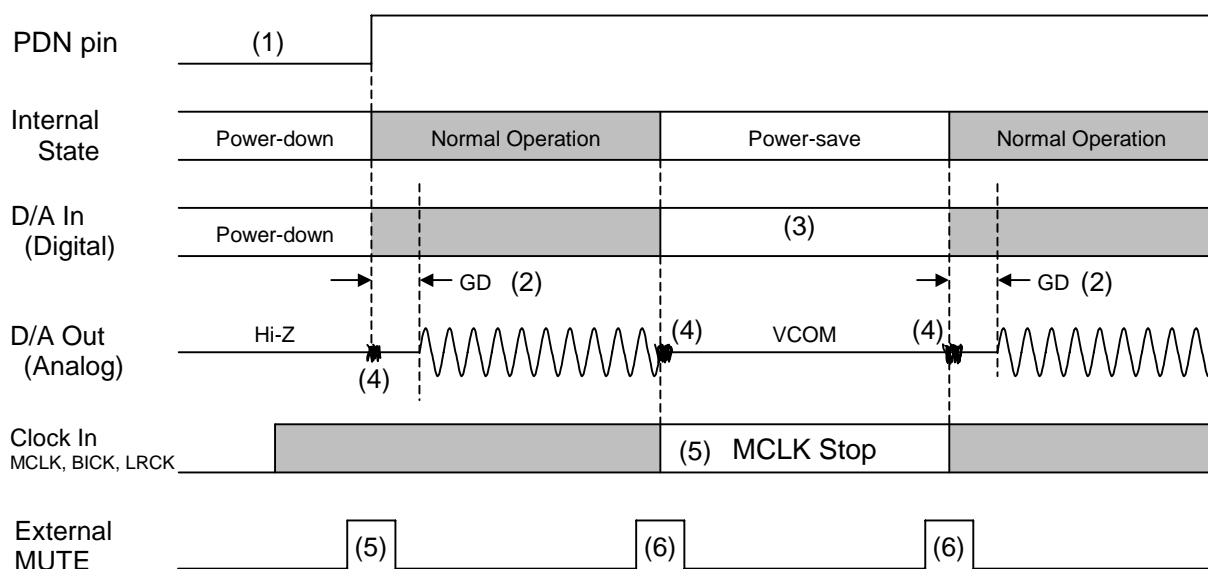 PDN pin
(1)
Internal
State
Power-down
Normal Operation
Power-save
Normal Operation
D/A In
(Digital)
Power-down
(3)
GD (2)
GD (2)
D/A Out
(Analog)
Hi-Z
(4)
(4)
VCOM
(4)
Clock In
MCLK, BICK, LRCK
(5) MCLK Stop
External
MUTE
(5)
(6)
(6)